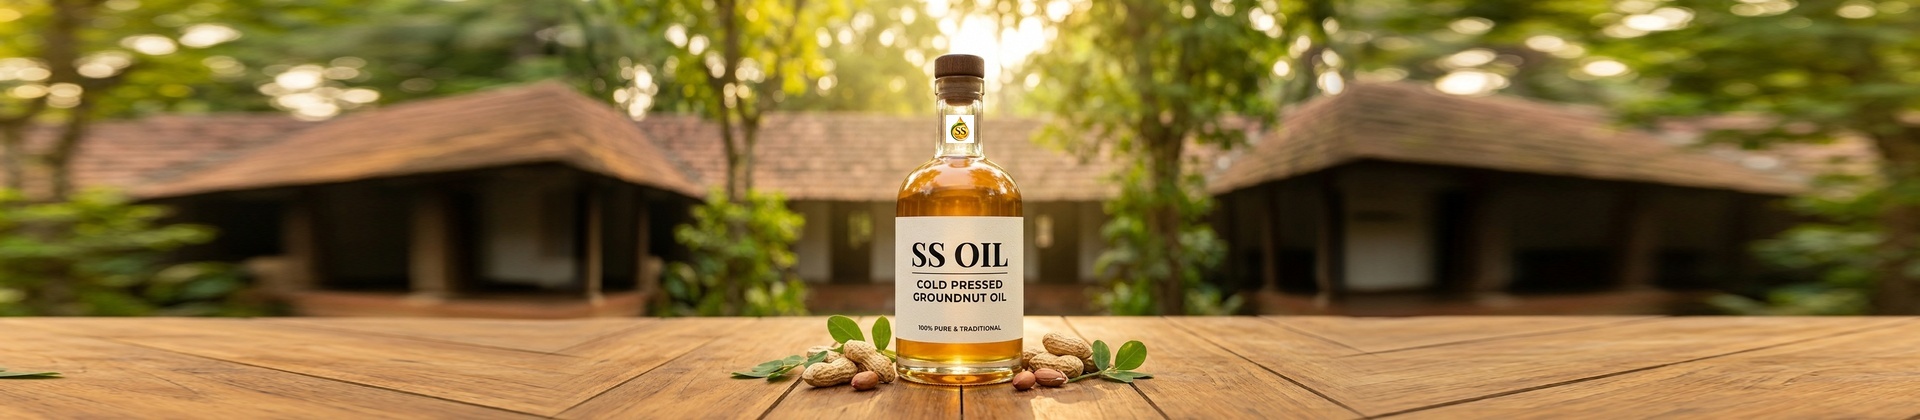 SS
SS OIL
COLD PRESSED
GROUNDNUT OIL
100% PURE & TRADITIONAL